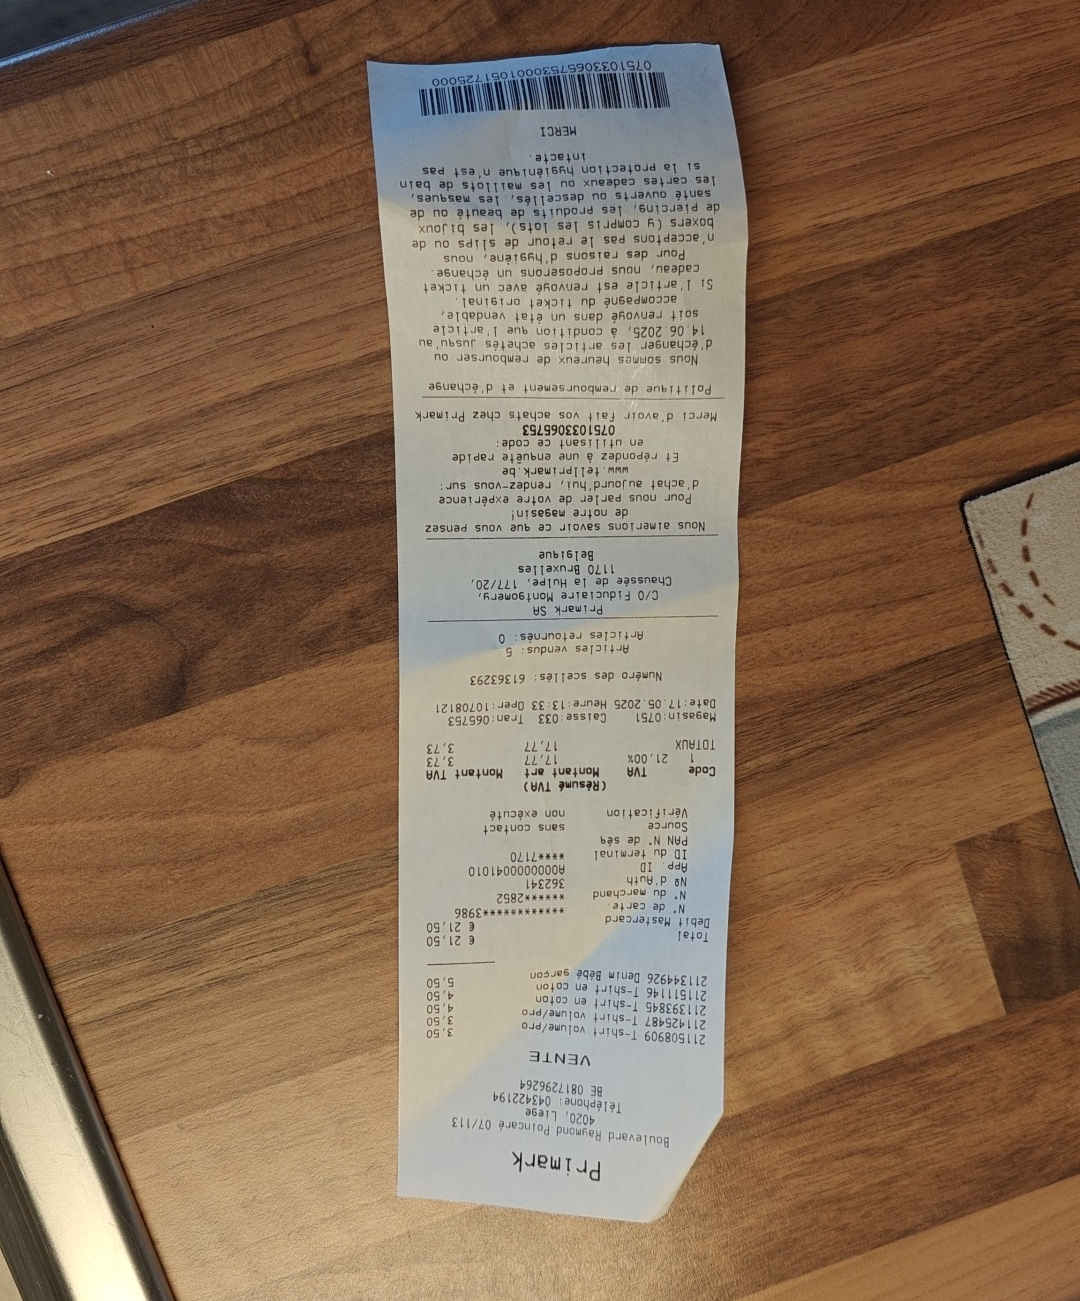 Primark
Boulevard Raymond Poincaré 07/113
4020, Liege
Téléphone: 043422194
BE 0817296264
VENTE
211508909 T-shirt volume/pro 3,50
211425487 T-shirt volume/pro 3,50
211393845 T-shirt en coton 4,50
211511146 T-shirt en coton 4,50
211344926 Denim Bébé garçon 5,50
Total € 21,50
Debit Mastercard € 21,50
N° de carte. ************3986
N° du marchand ******2852
Nº d'Auth 362341
App. ID A0000000041010
ID du terminal ****7170
PAN N° de séq
Source sans contact
Vérification non exécuté
(Résumé TVA)
Code TVA Montant art Montant TVA
1 21,00% 17,77 3,73
TOTAUX 17,77 3,73
Magasin:0751 Caisse:033 Tran:065753
Date:17.05.2025 Heure:13:33 Oper:10708121
Numéro des scellés: 61363293
Articles vendus: 5
Articles retournés: 0
Primark SA
C/O Fiduciaire Montgomery,
Chaussée de la Hulpe, 177/20,
1170 Bruxelles
Belgique
Nous aimerions savoir ce que vous pensez
de notre magasin!
Pour nous parler de votre expérience
d'achat aujourd'hui, rendez-vous sur:
www.tellprimark.be
Et répondez à une enquête rapide
en utilisant ce code:
0751033065753
Merci d'avoir fait vos achats chez Primark
Politique de remboursement et d'échange
Nous sommes heureux de rembourser ou
d'échanger les articles achetés jusqu'au
14.06.2025, à condition que l'article
soit renvoyé dans un état vendable,
accompagné du ticket original.
Si l'article est renvoyé avec un ticket
cadeau, nous proposerons un échange.
Pour des raisons d'hygiène, nous
n'acceptons pas le retour de slips ou de
boxers (y compris les lots), les bijoux
de piercing, les produits de beauté ou de
santé ouverts ou descellés, les masques,
les cartes cadeaux ou les maillots de bain
si la protection hygiénique n'est pas
intacte.
MERCI
0751033065753000105172500​0